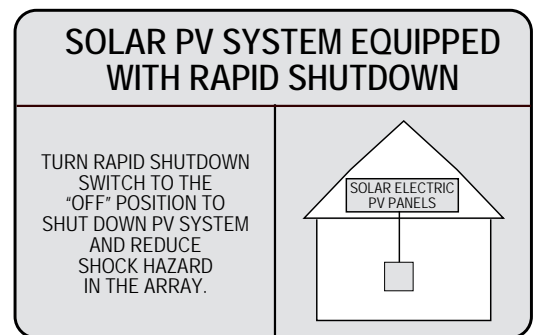 SOLAR PV SYSTEM EQUIPPED
WITH RAPID SHUTDOWN
TURN RAPID SHUTDOWN
SWITCH TO THE
“OFF” POSITION TO
SHUT DOWN PV SYSTEM
AND REDUCE
SHOCK HAZARD
IN THE ARRAY.
SOLAR ELECTRIC
PV PANELS